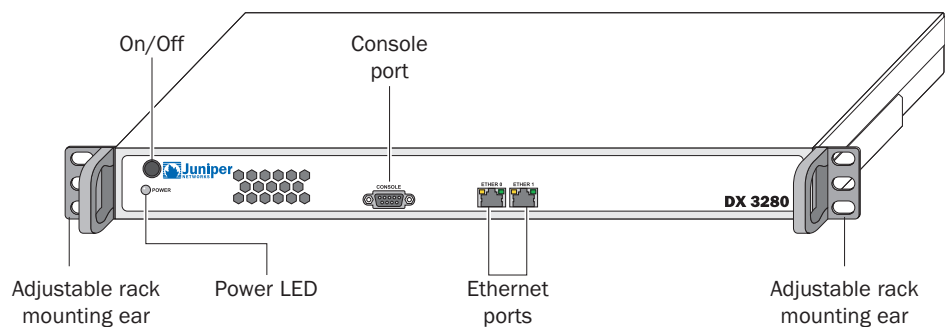 On/Off
Console
port
Juniper
NETWORKS
POWER
CONSOLE
ETHER 0
ETHER 1
DX 3280
Adjustable rack
mounting ear
Power LED
Ethernet
ports
Adjustable rack
mounting ear